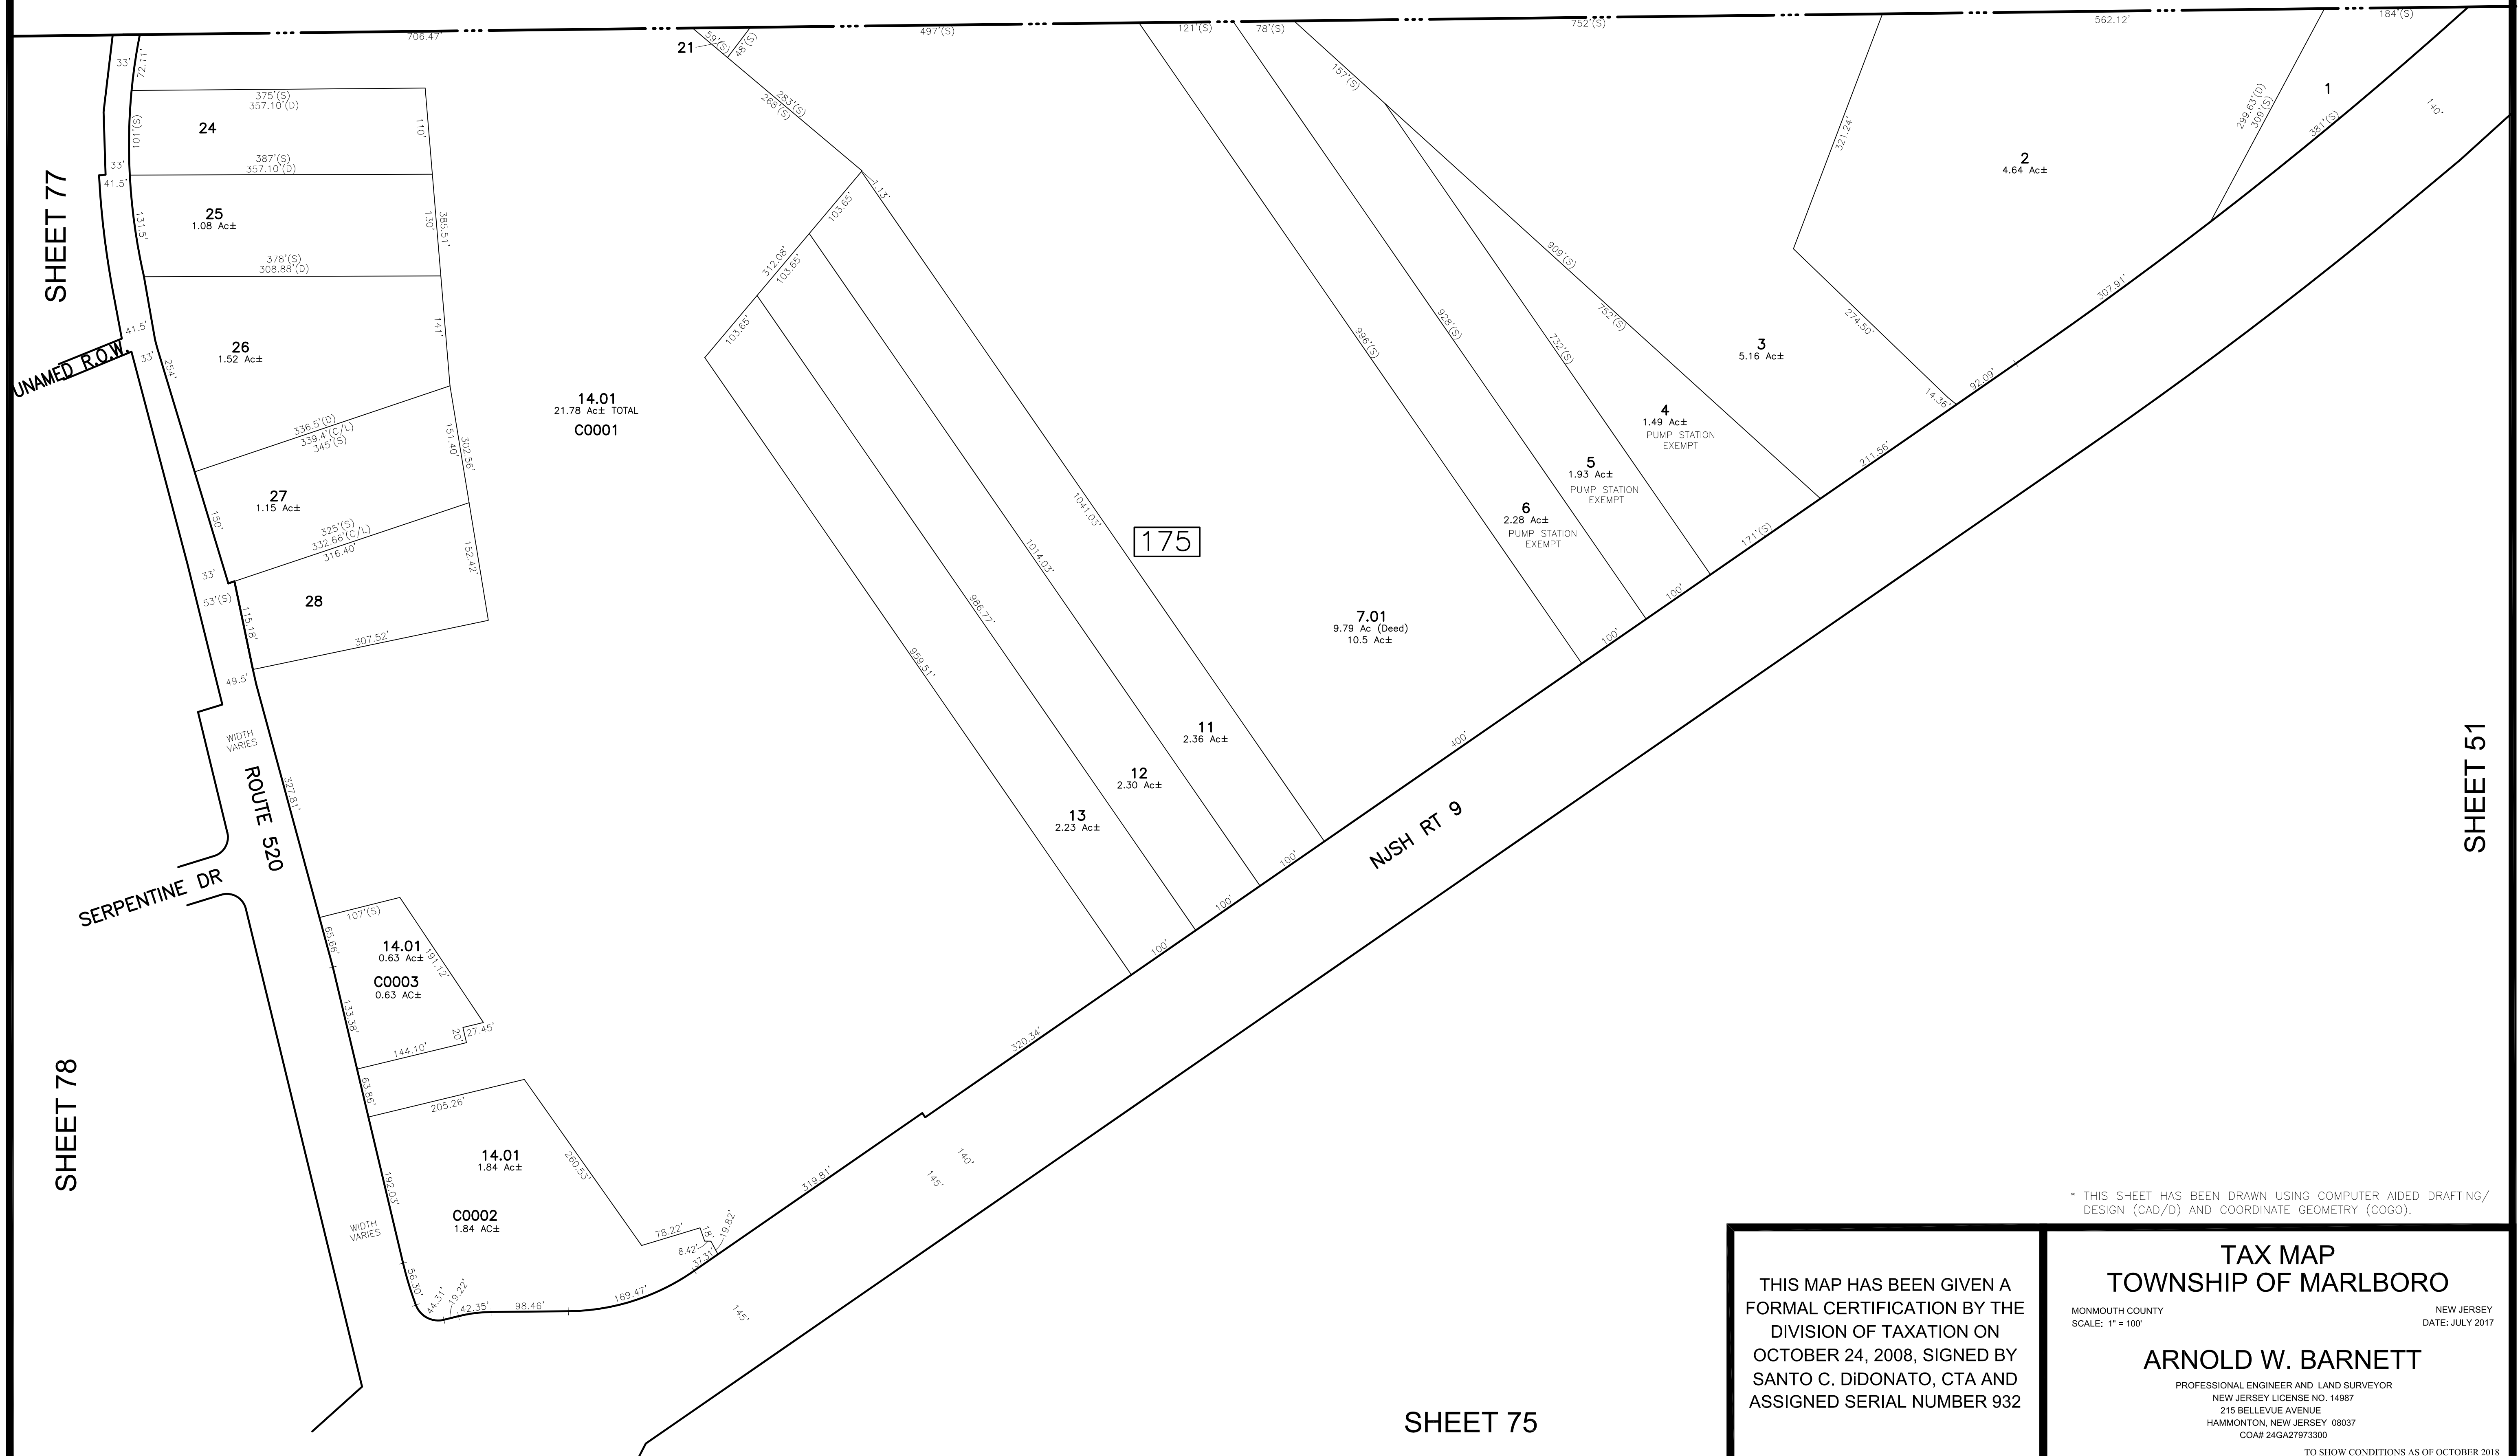 706.47'
59'(S)
48'(S)
497'(S)
121'(S)
78'(S)
752'(S)
562.12'
184'(S)
21
33'
72.11'
375'(S)
357.10'(D)
24
101'(S)
110'
387'(S)
357.10'(D)
33'
41.5'
SHEET 77
25
1.08 Ac±
131.5'
130'
385.51'
378'(S)
308.88'(D)
26
1.52 Ac±
141'
41.5'
33'
254'
UNAMED R.O.W.
336.5'(D)
339.4'(C/L)
345'(S)
151.40'
302.56'
27
1.15 Ac±
150'
325'(S)
332.66'(C/L)
316.40'
152.42'
33'
53'(S)
28
115.18'
307.52'
49.5'
WIDTH
VARIES
ROUTE 520
327.81'
SERPENTINE DR
14.01
21.78 Ac± TOTAL
C0001
283'(S)
268'(S)
1.13'
103.65'
312.08'
103.65'
103.65'
1041.03'
1014.03'
986.77'
959.51'
175
157'(S)
909'(S)
752'(S)
996'(S)
928'(S)
732'(S)
321.24'
274.50'
14.36'
299.63'(D)
309'(S)
381'(S)
140'
1
2
4.64 Ac±
3
5.16 Ac±
4
1.49 Ac±
PUMP STATION
EXEMPT
5
1.93 Ac±
PUMP STATION
EXEMPT
6
2.28 Ac±
PUMP STATION
EXEMPT
7.01
9.79 Ac (Deed)
10.5 Ac±
11
2.36 Ac±
12
2.30 Ac±
13
2.23 Ac±
307.91'
92.09'
211.56'
171'(S)
100'
100'
400'
100'
100'
100'
320.34'
319.81'
NJSH RT 9
SHEET 51
107'(S)
65.66'
14.01
0.63 Ac±
C0003
0.63 AC±
191.12'
133.38'
20'
27.45'
144.10'
63.86'
205.26'
14.01
1.84 Ac±
C0002
1.84 AC±
260.53'
192.03'
WIDTH
VARIES
78.22'
18'
8.42'
19.82'
37.31'
56.30'
44.31'
19.22'
42.35'
98.46'
169.47'
140'
145'
145'
SHEET 78
SHEET 75
* THIS SHEET HAS BEEN DRAWN USING COMPUTER AIDED DRAFTING/
DESIGN (CAD/D) AND COORDINATE GEOMETRY (COGO).
THIS MAP HAS BEEN GIVEN A
FORMAL CERTIFICATION BY THE
DIVISION OF TAXATION ON
OCTOBER 24, 2008, SIGNED BY
SANTO C. DiDONATO, CTA AND
ASSIGNED SERIAL NUMBER 932
TAX MAP
TOWNSHIP OF MARLBORO
MONMOUTH COUNTY
NEW JERSEY
SCALE: 1" = 100'
DATE: JULY 2017
ARNOLD W. BARNETT
PROFESSIONAL ENGINEER AND LAND SURVEYOR
NEW JERSEY LICENSE NO. 14987
215 BELLEVUE AVENUE
HAMMONTON, NEW JERSEY 08037
COA# 24GA27973300
TO SHOW CONDITIONS AS OF OCTOBER 2018